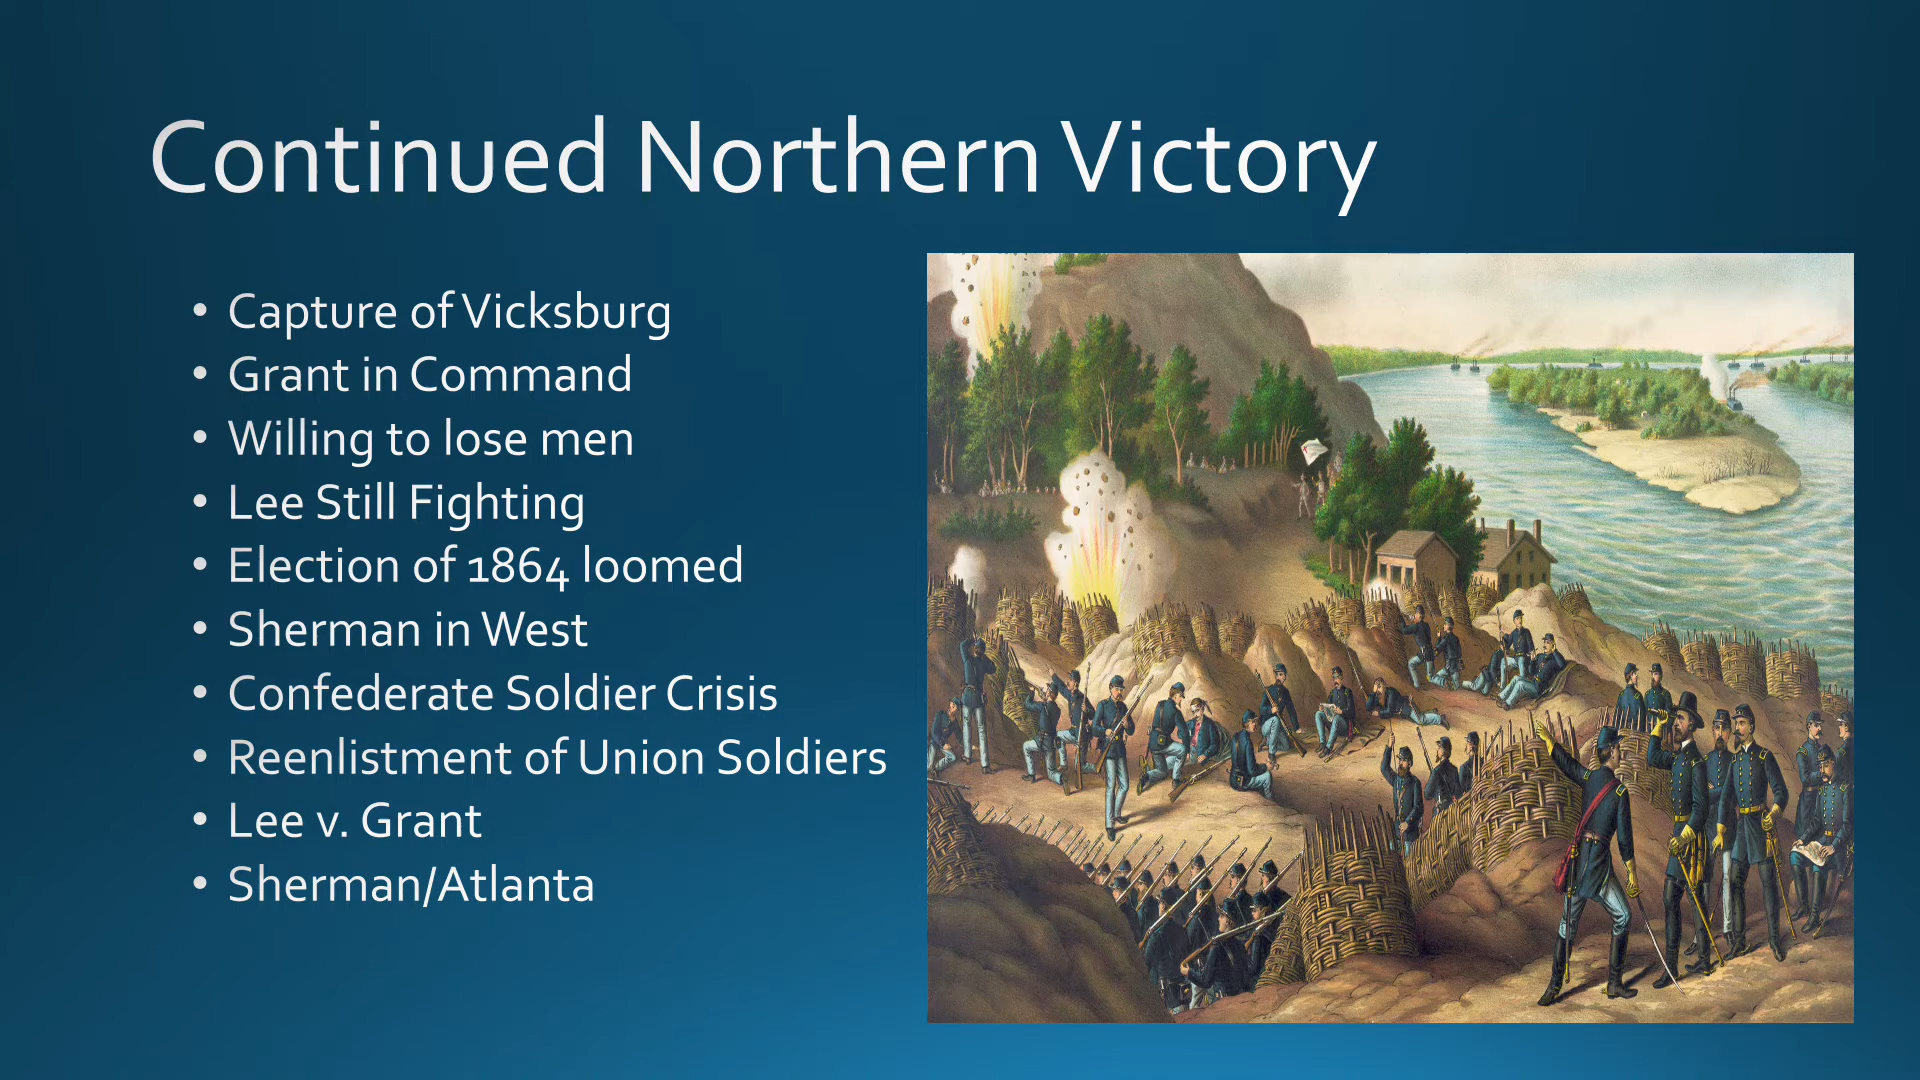 Continued Northern Victory
• Capture of Vicksburg
• Grant in Command
• Willing to lose men
• Lee Still Fighting
• Election of 1864 loomed
• Sherman in West
• Confederate Soldier Crisis
• Reenlistment of Union Soldiers
• Lee v. Grant
• Sherman/Atlanta